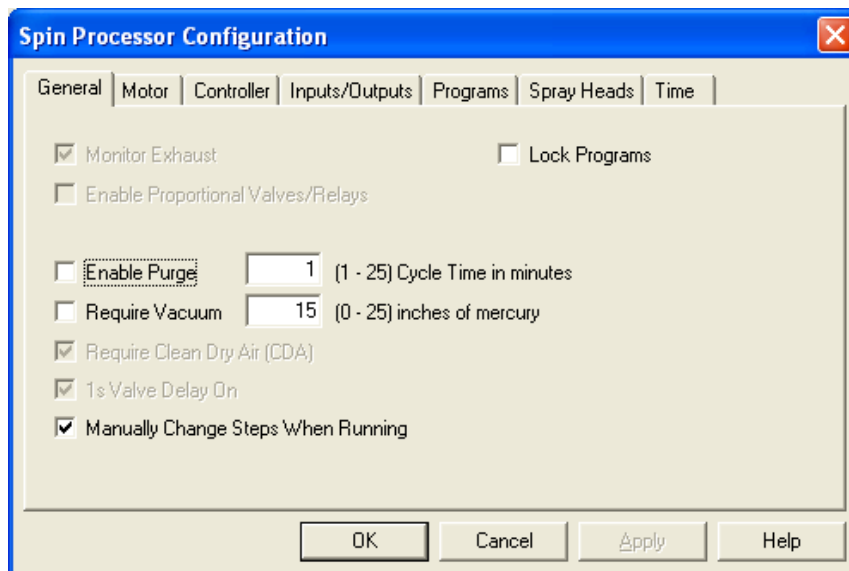 Spin Processor Configuration
General Motor Controller Inputs/Outputs Programs Spray Heads Time
Monitor Exhaust Lock Programs
Enable Proportional Valves/Relays
Enable Purge 1 (1 - 25) Cycle Time in minutes
Require Vacuum 15 (0 - 25) inches of mercury
Require Clean Dry Air (CDA)
1s Valve Delay On
Manually Change Steps When Running
OK Cancel Apply Help